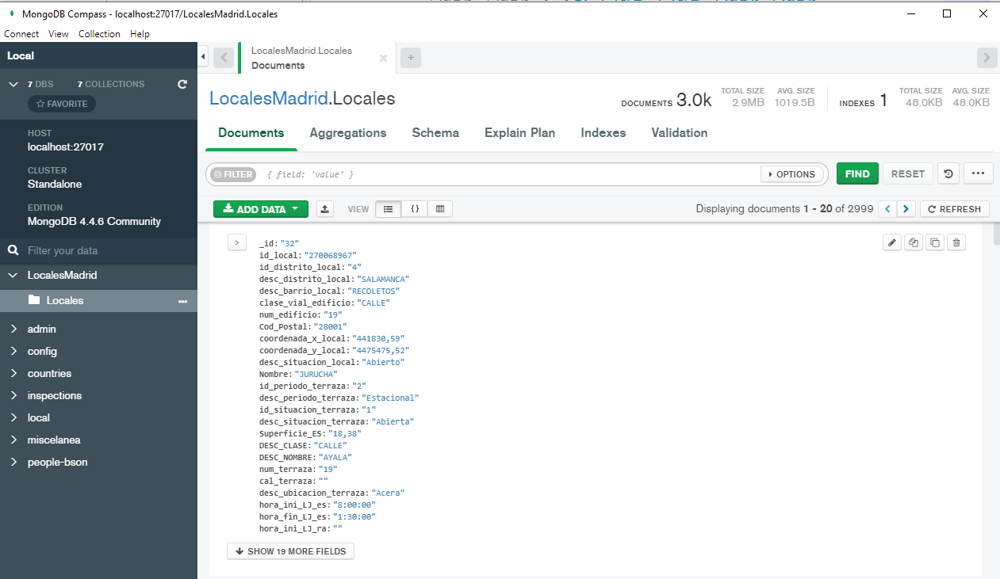 MongoDB Compass - localhost:27017/LocalesMadrid.Locales
Connect View Collection Help
Local
7 DBS 7 COLLECTIONS
FAVORITE
HOST
localhost:27017
CLUSTER
Standalone
EDITION
MongoDB 4.4.6 Community
Filter your data
LocalesMadrid
Locales
admin
config
countries
inspections
local
miscelanea
people-bson
LocalesMadrid.Locales
Documents
LocalesMadrid.Locales
DOCUMENTS 3.0k
TOTAL SIZE
2.9MB
AVG. SIZE
1019.5B
INDEXES 1
TOTAL SIZE
48.0KB
AVG. SIZE
48.0KB
Documents Aggregations Schema Explain Plan Indexes Validation
FILTER { field: 'value' } OPTIONS FIND RESET
ADD DATA VIEW { } Displaying documents 1 - 20 of 2999 REFRESH
_id: "32"
id_local: "270068967"
id_distrito_local: "4"
desc_distrito_local: "SALAMANCA"
desc_barrio_local: "RECOLETOS"
clase_vial_edificio: "CALLE"
num_edificio: "19"
Cod_Postal: "28001"
coordenada_x_local: "441830,59"
coordenada_y_local: "4475475,52"
desc_situacion_local: "Abierto"
Nombre: "JURUCHA"
id_periodo_terraza: "2"
desc_periodo_terraza: "Estacional"
id_situacion_terraza: "1"
desc_situacion_terraza: "Abierta"
Superficie_ES: "18,38"
DESC_CLASE: "CALLE"
DESC_NOMBRE: "AYALA"
num_terraza: "19"
cal_terraza: ""
desc_ubicacion_terraza: "Acera"
hora_ini_LJ_es: "8:00:00"
hora_fin_LJ_es: "1:30:00"
hora_ini_LJ_ra: ""
SHOW 19 MORE FIELDS